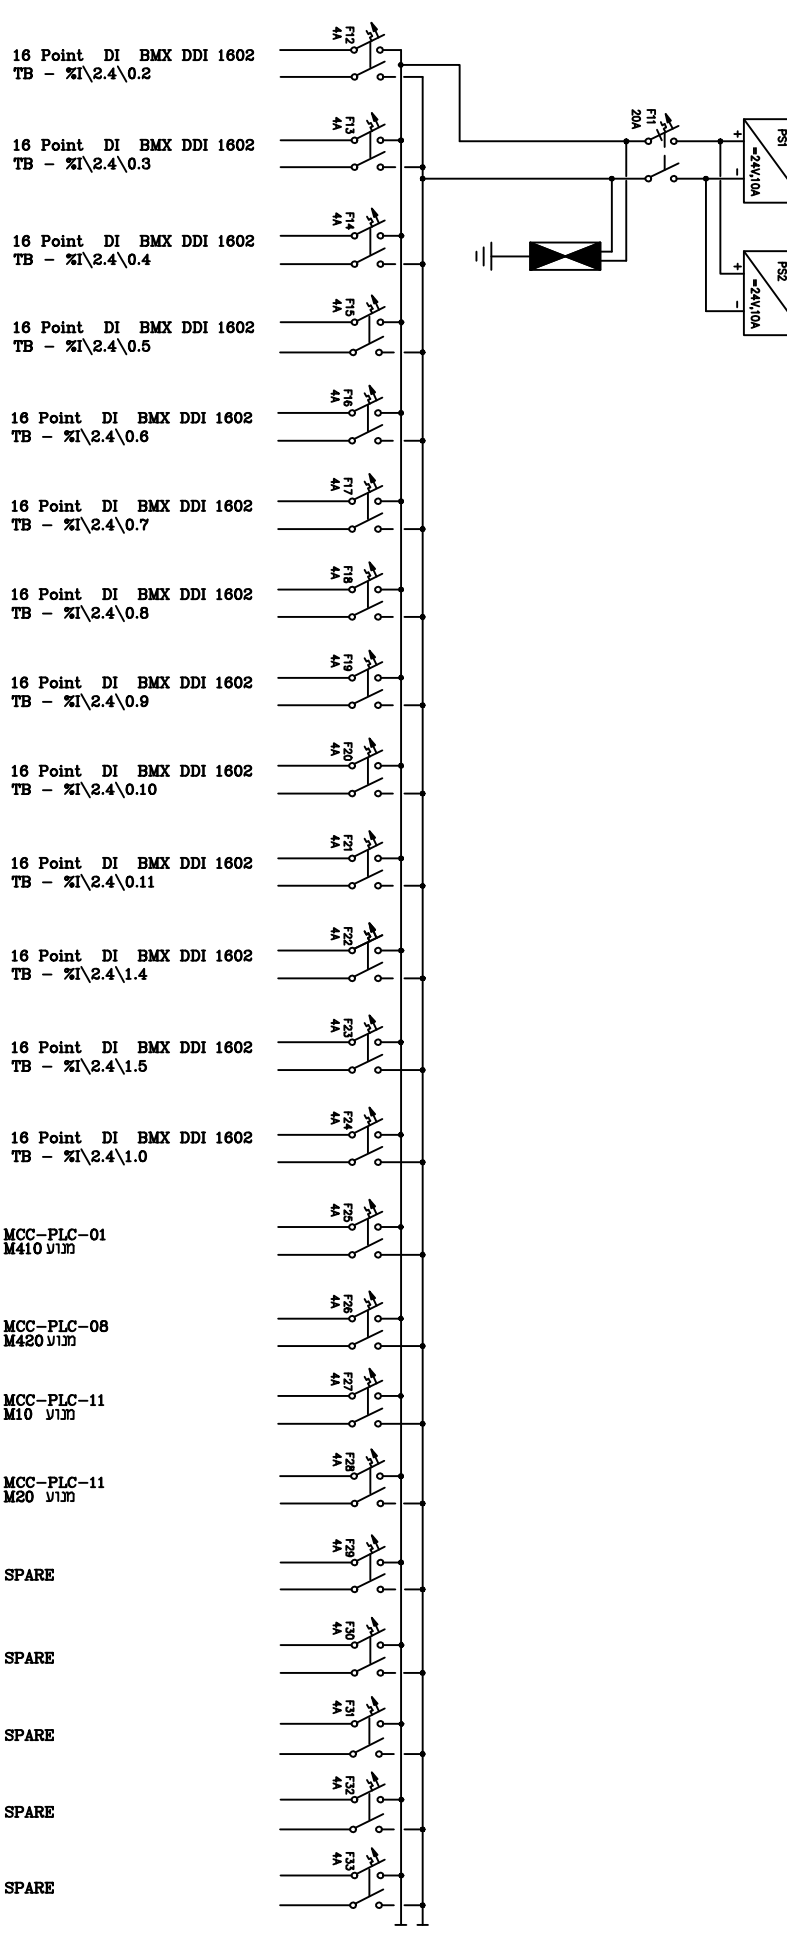 F12
4A
16 Point DI BMX DDI 1602
TB - %I\2.4\0.2
F11
20A
PS1
+
-
=24V,10A
F13
4A
16 Point DI BMX DDI 1602
TB - %I\2.4\0.3
F14
4A
16 Point DI BMX DDI 1602
TB - %I\2.4\0.4
PS2
+
-
=24V,10A
F15
4A
16 Point DI BMX DDI 1602
TB - %I\2.4\0.5
F16
4A
16 Point DI BMX DDI 1602
TB - %I\2.4\0.6
F17
4A
16 Point DI BMX DDI 1602
TB - %I\2.4\0.7
F18
4A
16 Point DI BMX DDI 1602
TB - %I\2.4\0.8
F19
4A
16 Point DI BMX DDI 1602
TB - %I\2.4\0.9
F20
4A
16 Point DI BMX DDI 1602
TB - %I\2.4\0.10
F21
4A
16 Point DI BMX DDI 1602
TB - %I\2.4\0.11
F22
4A
16 Point DI BMX DDI 1602
TB - %I\2.4\1.4
F23
4A
16 Point DI BMX DDI 1602
TB - %I\2.4\1.5
F24
4A
16 Point DI BMX DDI 1602
TB - %I\2.4\1.0
F25
4A
MCC-PLC-01
M410 מנוע
F26
4A
MCC-PLC-08
M420 מנוע
F27
4A
MCC-PLC-11
M10 מנוע
F28
4A
MCC-PLC-11
M20 מנוע
F29
4A
SPARE
F30
4A
SPARE
F31
4A
SPARE
F32
4A
SPARE
F33
4A
SPARE